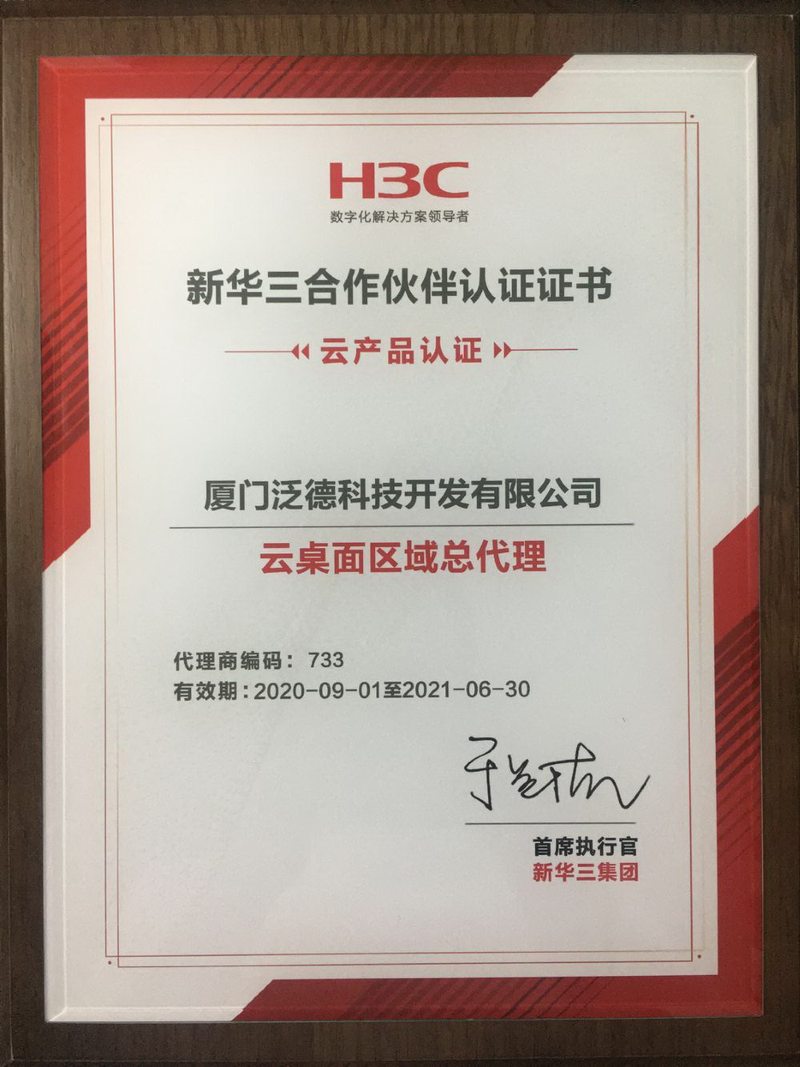 H3C
数字化解决方案领导者
新华三合作伙伴认证证书
云产品认证
厦门泛德科技开发有限公司
云桌面区域总代理
代理商编码：733
有效期：2020-09-01至2021-06-30
首席执行官
新华三集团